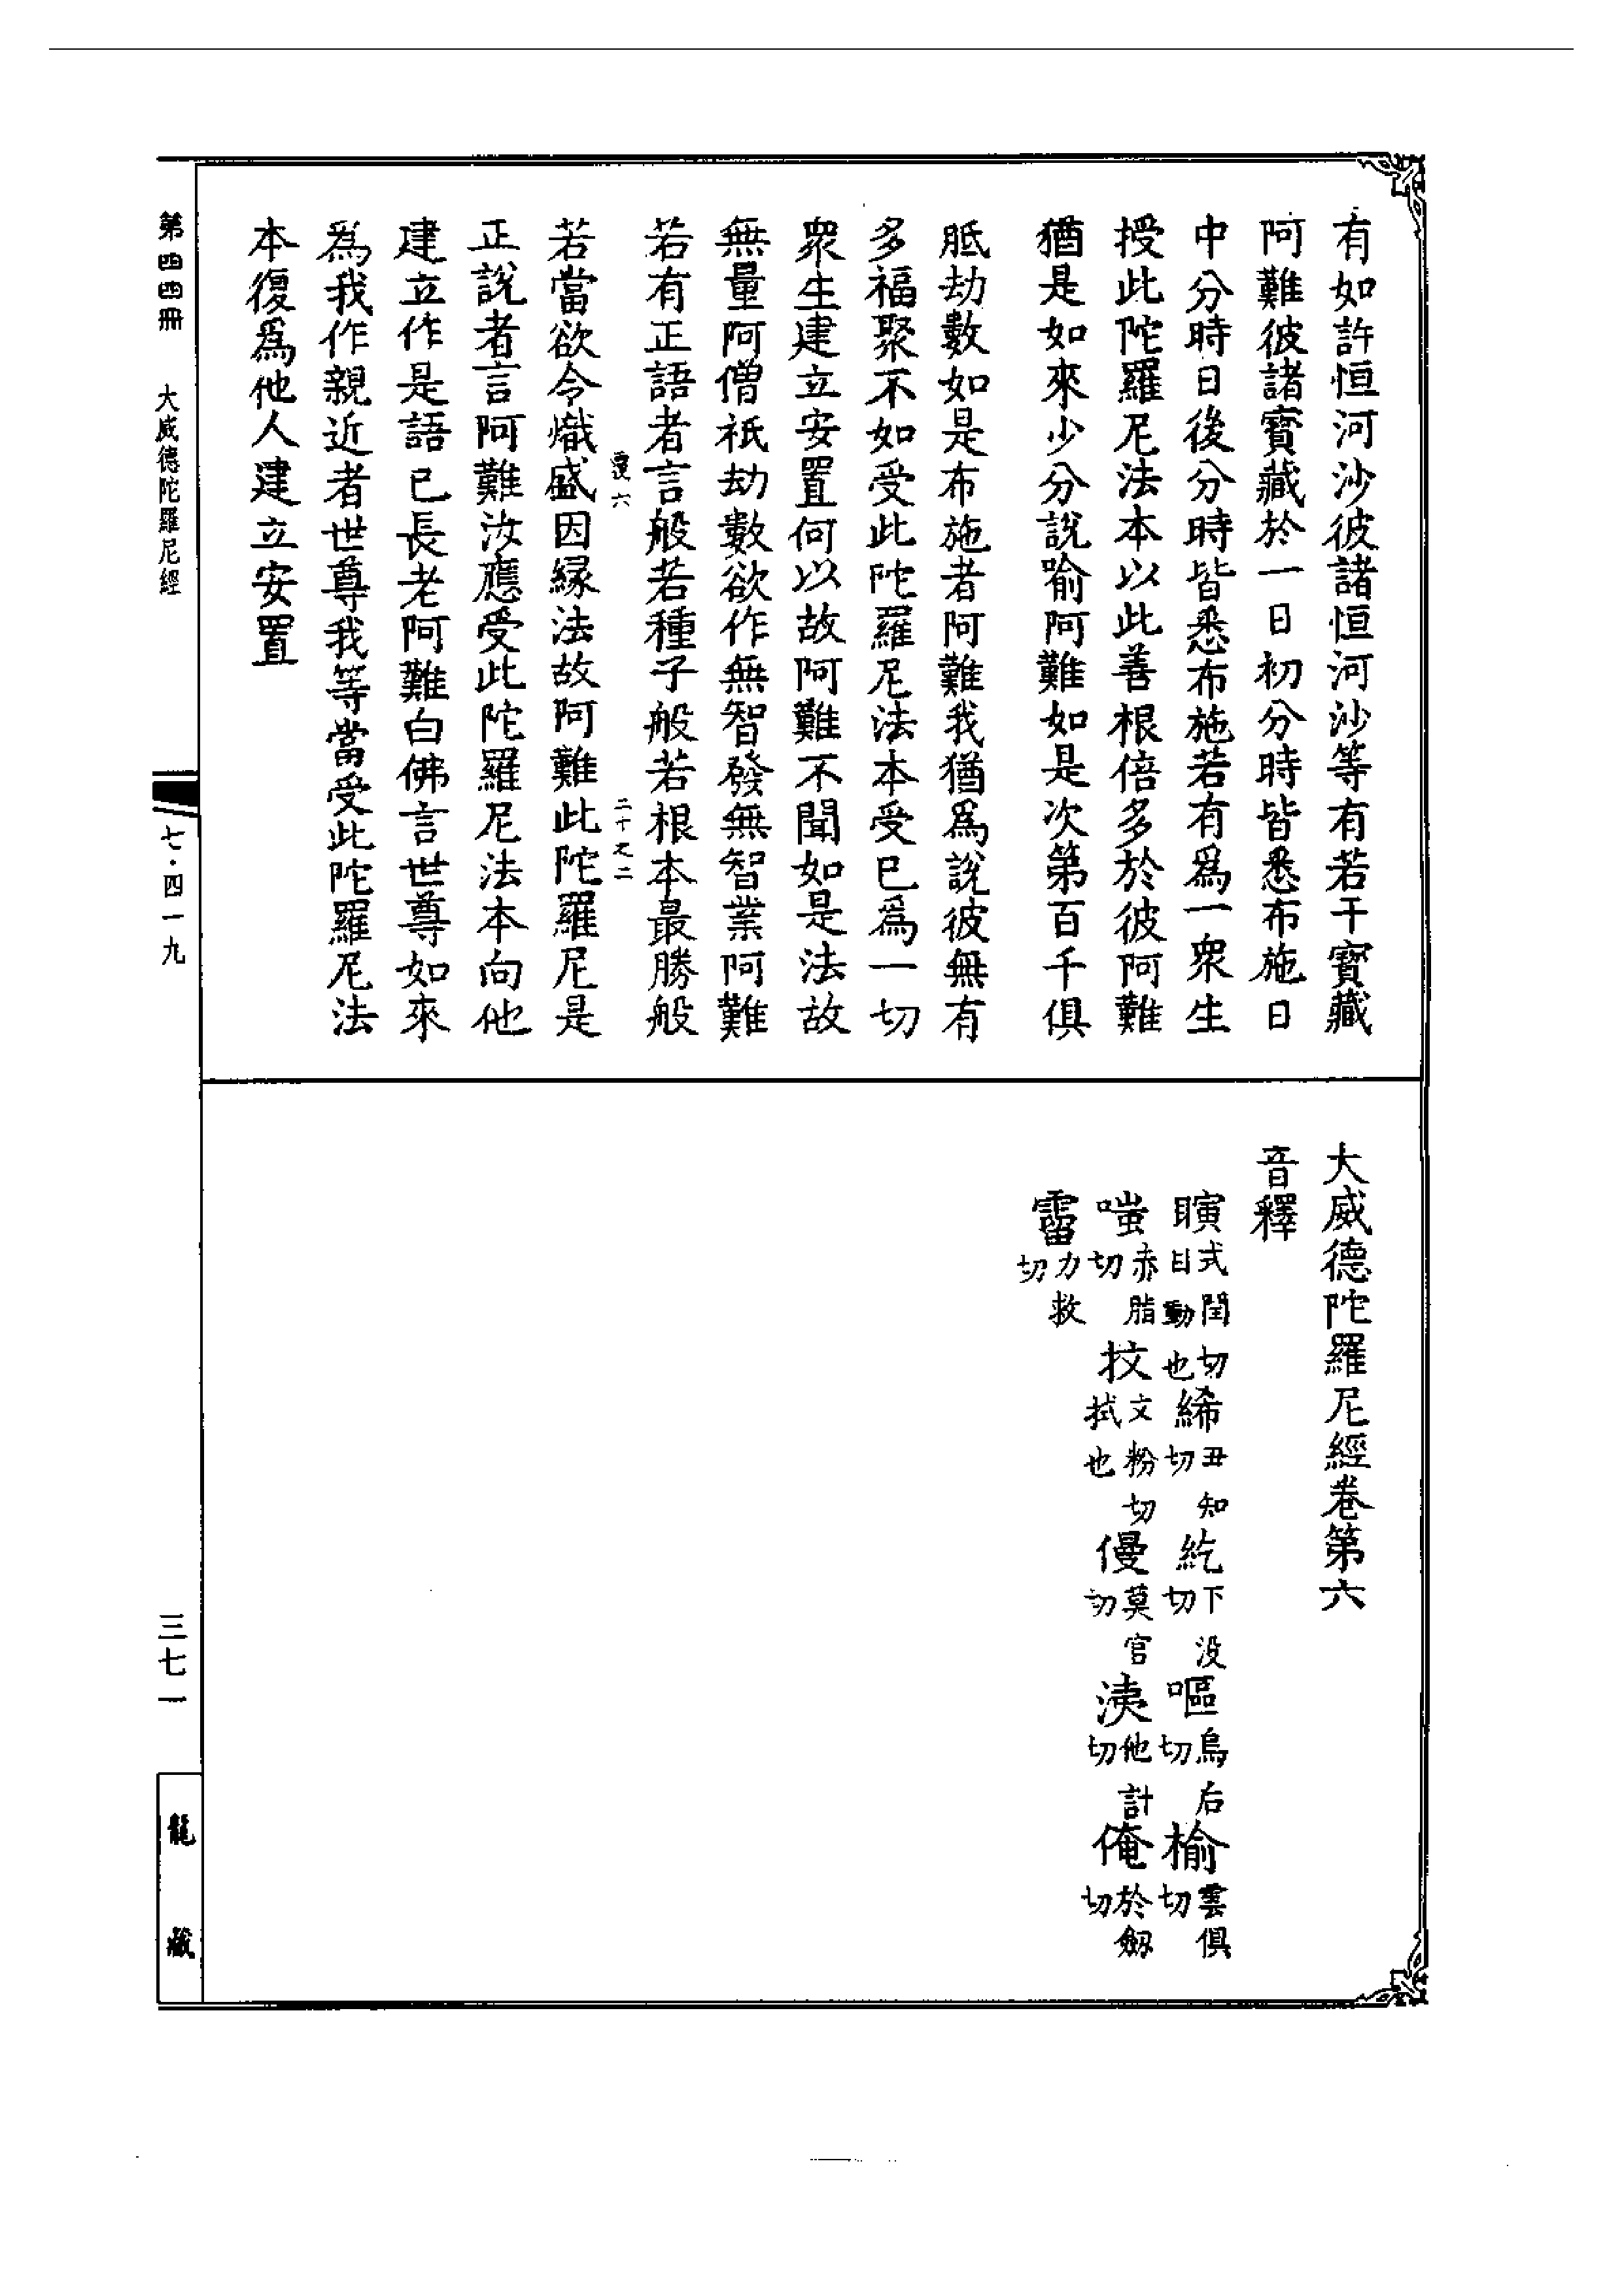 有如許恒河沙彼諸恒河沙等有若干寶藏
阿難彼諸寶藏於一日初分時皆悉布施日
中分時日後分時皆悉布施若有爲一衆生
授此陀羅尼法本以此善根倍多於彼阿難
猶是如來少分說喻阿難如是次第百千俱
胝劫數如是布施者阿難我猶爲說彼無有
多福聚不如受此陀羅尼法本受已爲一切
衆生建立安置何以故阿難不聞如是法故
無量阿僧祇劫數欲作無智發無智業阿難
若有正語者言般若種子般若根本最勝般
六 二十之二
若當欲令熾盛因緣法故阿難此陀羅尼是
正說者言阿難汝應受此陀羅尼法本向他
建立作是語已長老阿難白佛言世尊如來
爲我作親近者世尊我等當受此陀羅尼法
本復爲他人建立安置
大威德陀羅尼經卷第六
音釋
瞚式閏切目動也 絺丑知切 紇下没切 嘔烏后切 榆雲俱切
嗤赤脂切 抆文粉切拭也 僈莫官切 洟他計切 俺於劒切
霤力救切
第四四冊 大威德陀羅尼經
七·四一九
三七一
龍藏